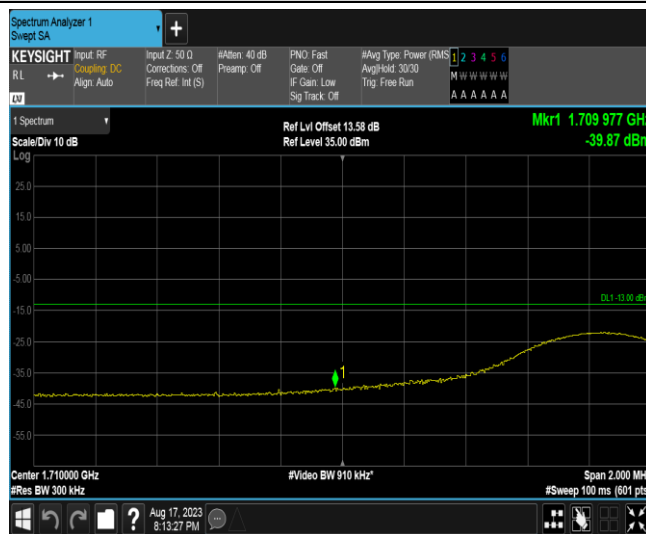 Spectrum Analyzer 1
Swept SA
KEYSIGHT
RL
LXI
Input: RF
Coupling: DC
Align: Auto
Input Z: 50 Ω
Corrections: Off
Freq Ref: Int (S)
#Atten: 40 dB
Preamp: Off
PNO: Fast
Gate: Off
IF Gain: Low
Sig Track: Off
#Avg Type: Power (RMS
Avg|Hold: 30/30
Trig: Free Run
1 2 3 4 5 6
M W W W W W
A A A A A A
1 Spectrum
Scale/Div 10 dB
Ref Lvl Offset 13.58 dB
Ref Level 35.00 dBm
Mkr1 1.709 977 GHz
-39.87 dBm
Log
25.0
15.0
5.00
-5.00
DL1 -13.00 dBm
-15.0
-25.0
-35.0
1
-45.0
-55.0
Center 1.710000 GHz
#Video BW 910 kHz*
Span 2.000 MH
#Res BW 300 kHz
#Sweep 100 ms (601 pts
?
Aug 17, 2023
8:13:27 PM